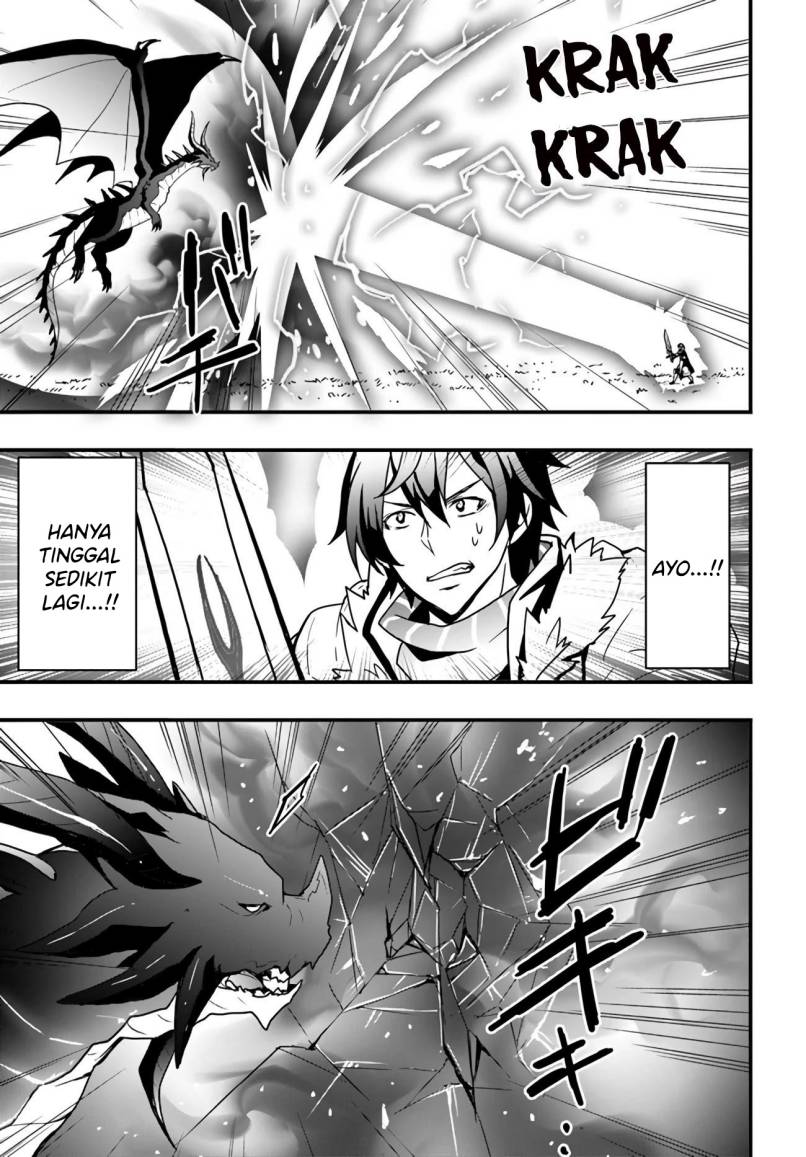 KRAK
KRAK
バチ
AYO...!!
HANYA
TINGGAL
SEDIKIT
LAGI...!!
ビキキ…